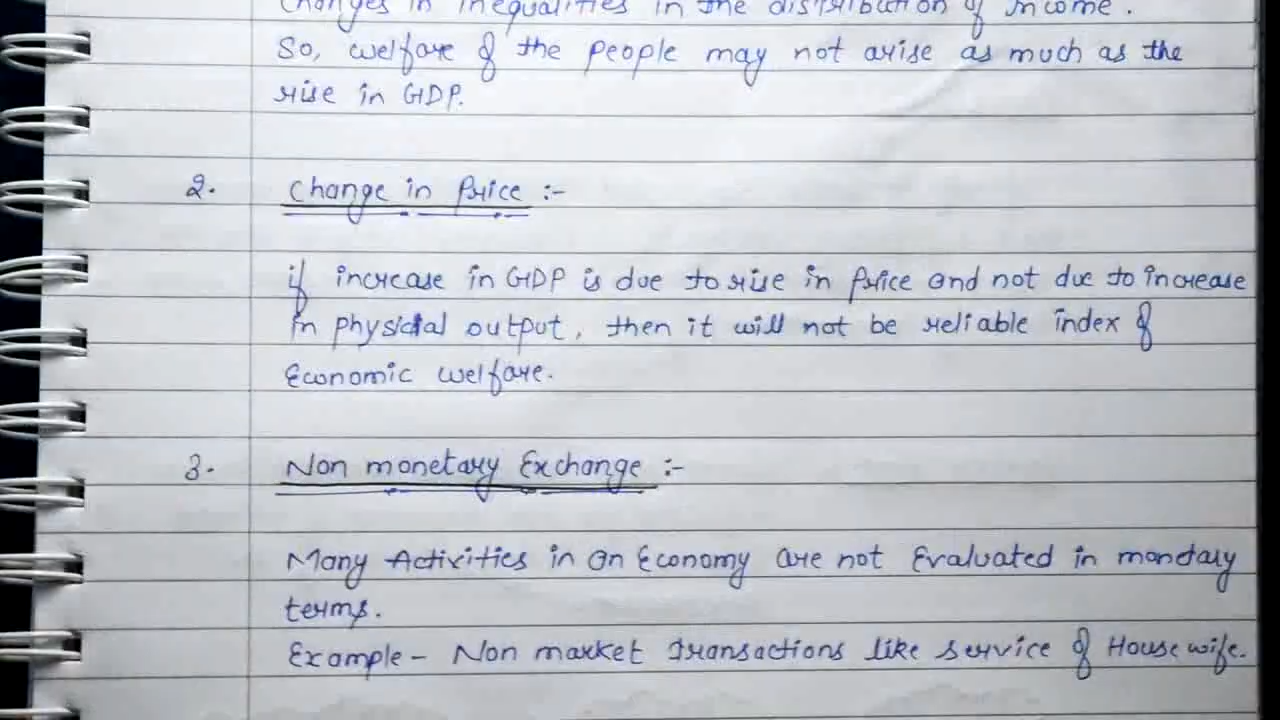 Changes in inequalities in the distribution of income.
So, welfare of the people may not arise as much as the
rise in GDP.
2. Change in Price :-
if increase in GDP is due to rise in price and not due to increase
in physicial output, then it will not be reliable index of
Economic welfare.
3. Non monetary Exchange :-
Many Activities in an Economy are not Evaluated in monetary
terms.
Example - Non market transactions like service of House wife.